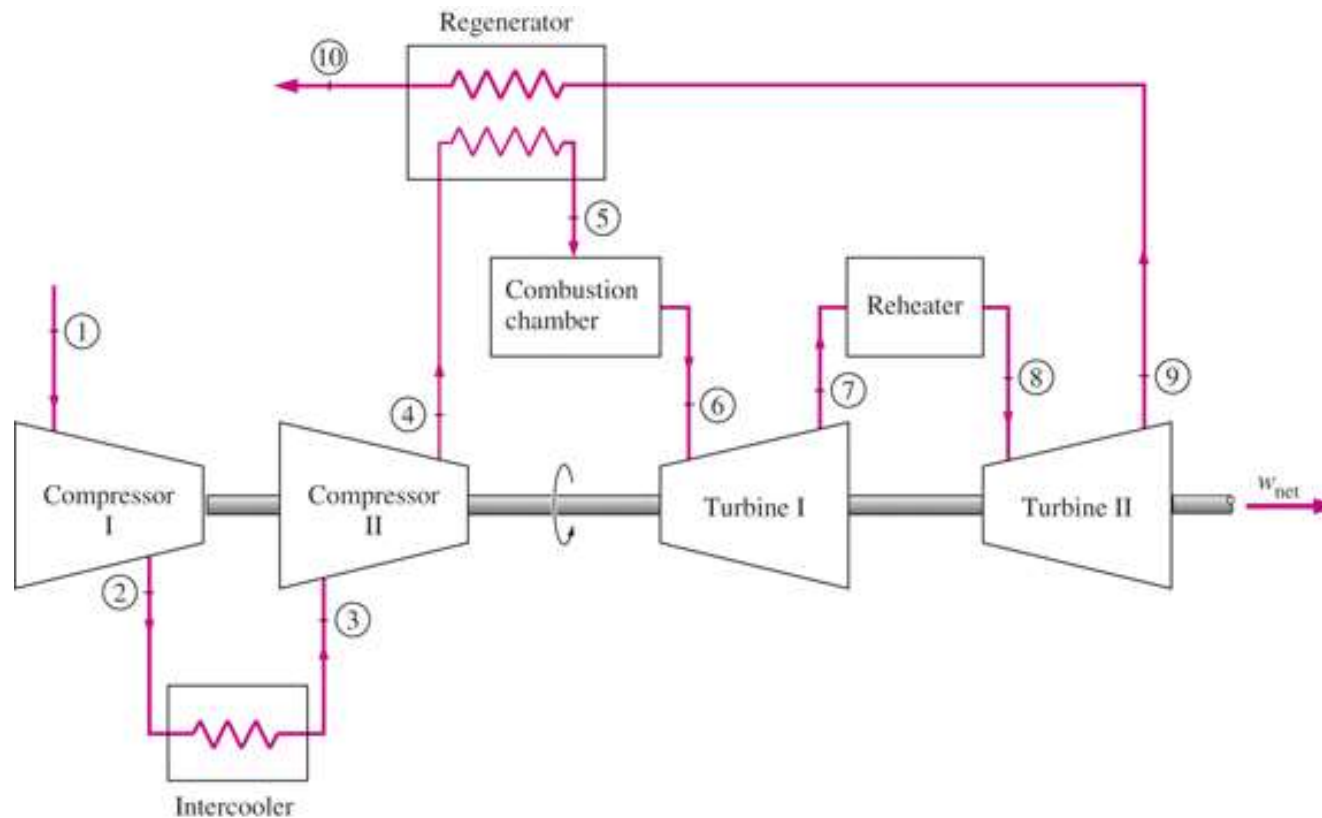 Regenerator
10
5
Combustion
chamber
Reheater
1
4
6
7
8
9
Compressor
I
Compressor
II
Turbine I
Turbine II
w_net
2
3
Intercooler